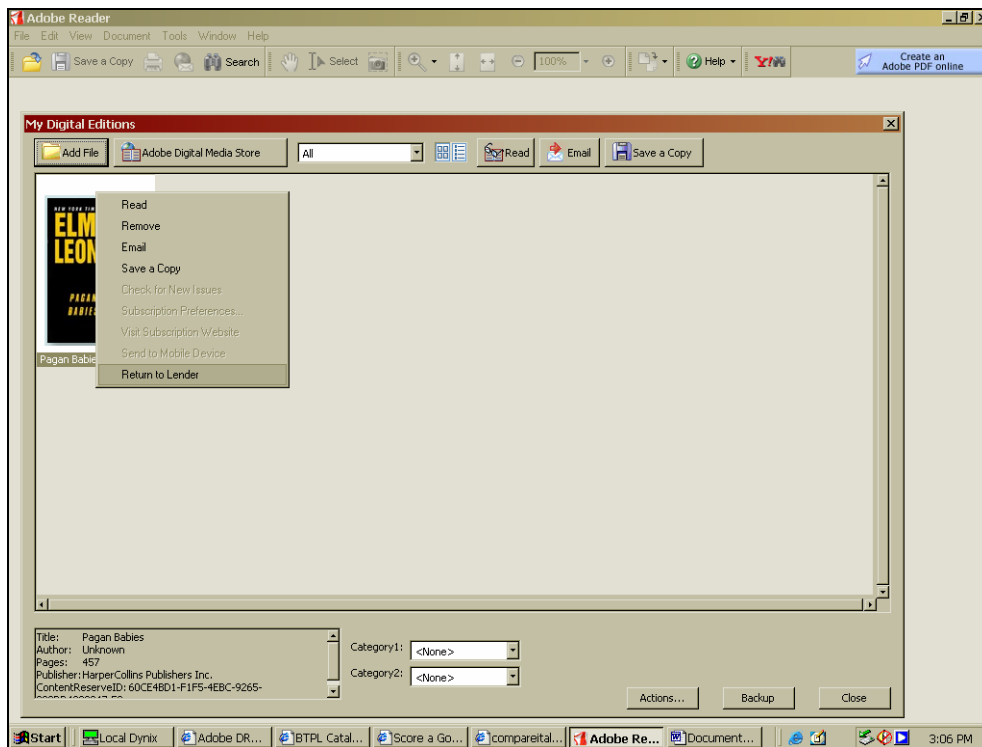 Adobe Reader
File Edit View Document Tools Window Help
Save a Copy Search Select 100% Help Y! Create an
Adobe PDF online
My Digital Editions
Add File Adobe Digital Media Store All Read Email Save a Copy
NEW YORK
ELM
LEON
PAGAN
BABIES
Pagan Babie
Read
Remove
Email
Save a Copy
Check for New Issues
Subscription Preferences...
Visit Subscription Website
Send to Mobile Device
Return to Lender
Title: Pagan Babies
Author: Unknown
Pages: 457
Publisher: HarperCollins Publishers Inc.
ContentReserveID: 60CE4BD1-F1F5-4EBC-9265-
Category1: <None>
Category2: <None>
Actions... Backup Close
Start Local Dynix Adobe DR... BTPL Catal... Score a Go... compareital... Adobe Re... Document... 3:06 PM